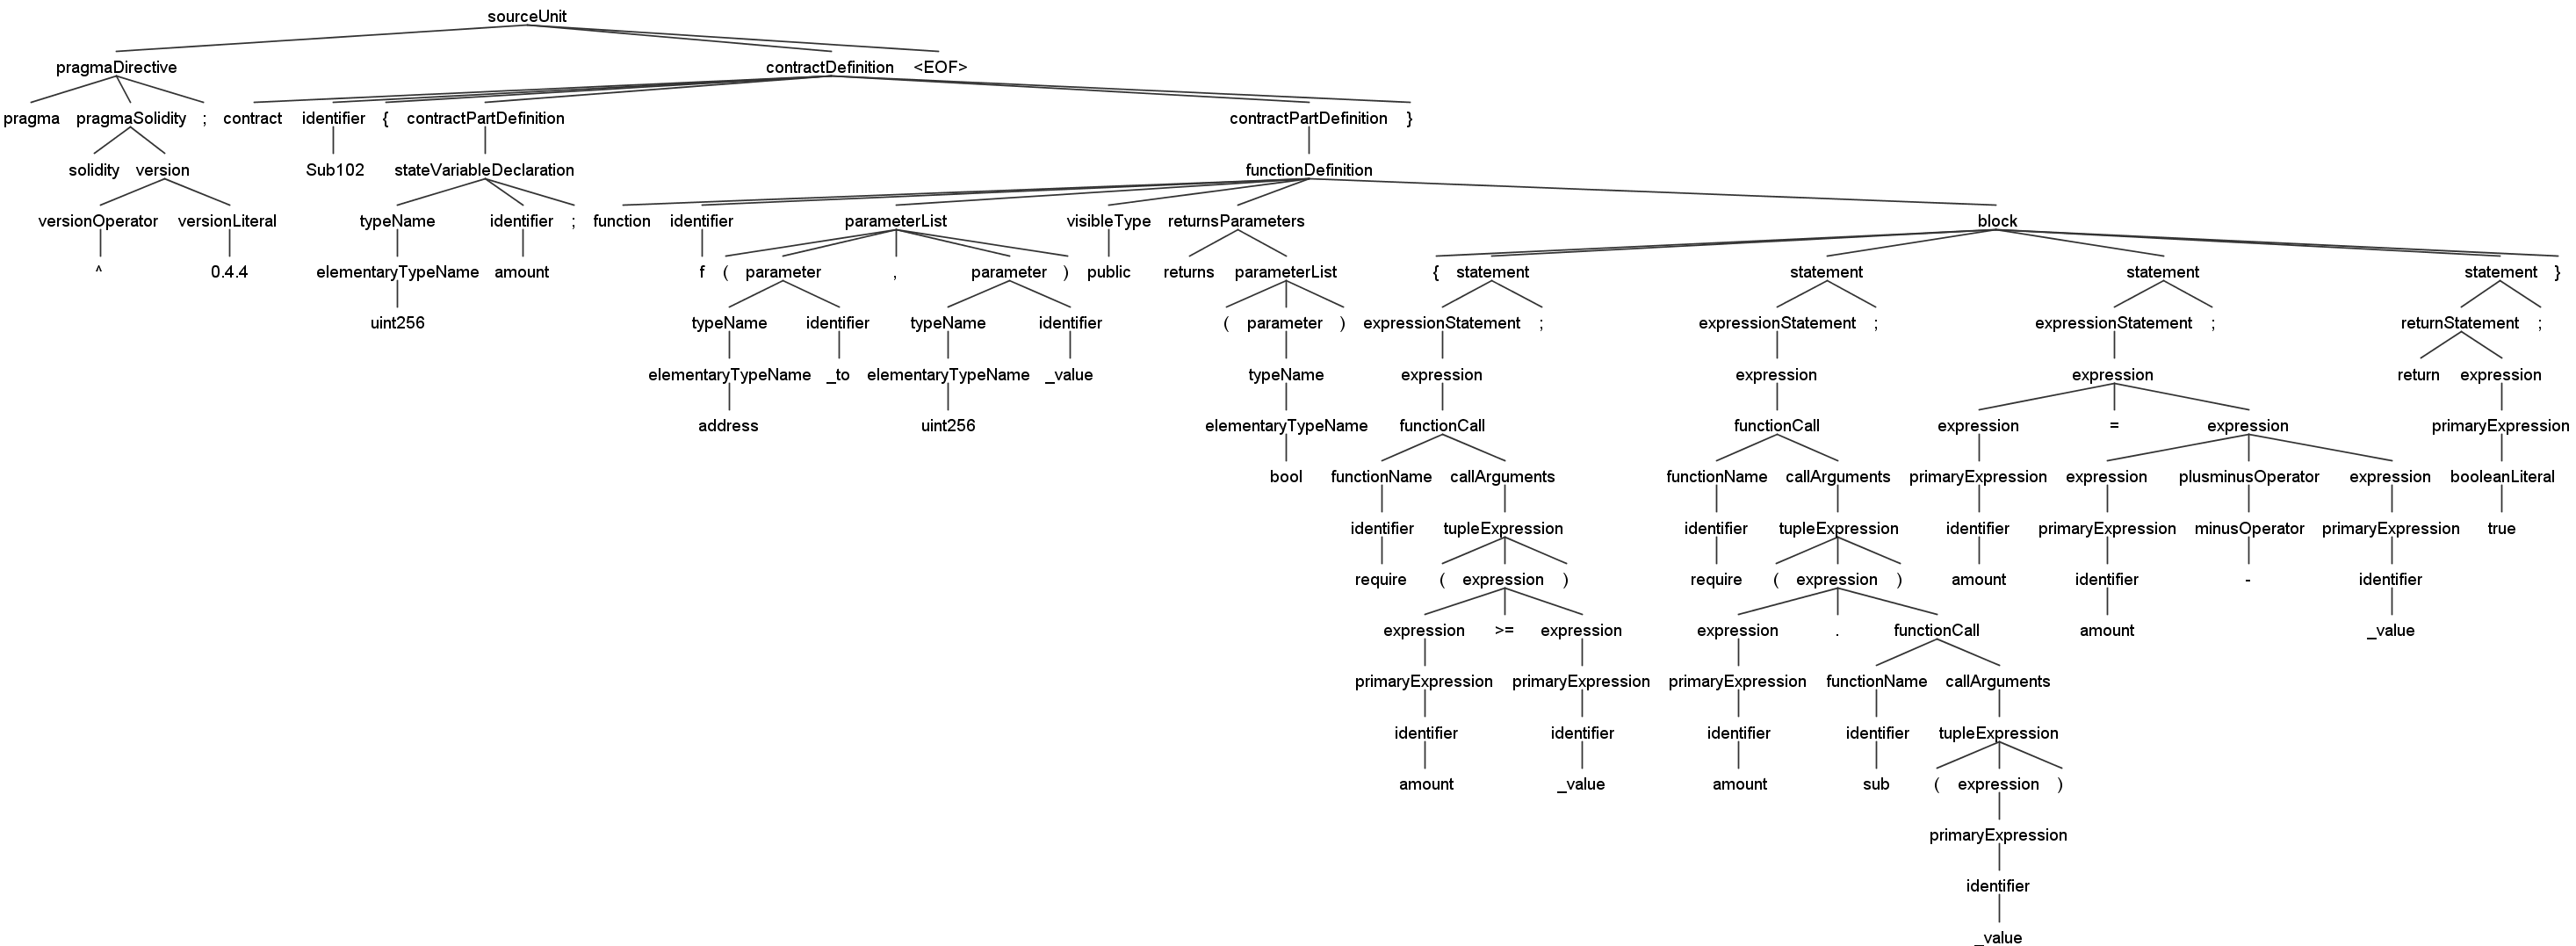 sourceUnit
pragmaDirective contractDefinition <EOF>
pragma pragmaSolidity ; contract identifier { contractPartDefinition contractPartDefinition }
solidity version Sub102 stateVariableDeclaration functionDefinition
versionOperator versionLiteral typeName identifier ; function identifier parameterList visibleType returnsParameters block
^ 0.4.4 elementaryTypeName amount f ( parameter , parameter ) public returns parameterList { statement statement statement statement }
uint256 typeName identifier typeName identifier ( parameter ) expressionStatement ; expressionStatement ; expressionStatement ; returnStatement ;
elementaryTypeName _to elementaryTypeName _value typeName expression expression expression return expression
address uint256 elementaryTypeName functionCall functionCall expression = expression primaryExpression
bool functionName callArguments functionName callArguments primaryExpression expression plusminusOperator expression booleanLiteral
identifier tupleExpression identifier tupleExpression identifier primaryExpression minusOperator primaryExpression true
require ( expression ) require ( expression ) amount identifier - identifier
expression >= expression expression . functionCall amount _value
primaryExpression primaryExpression primaryExpression functionName callArguments
identifier identifier identifier identifier tupleExpression
amount _value amount sub ( expression )
primaryExpression
identifier
_value